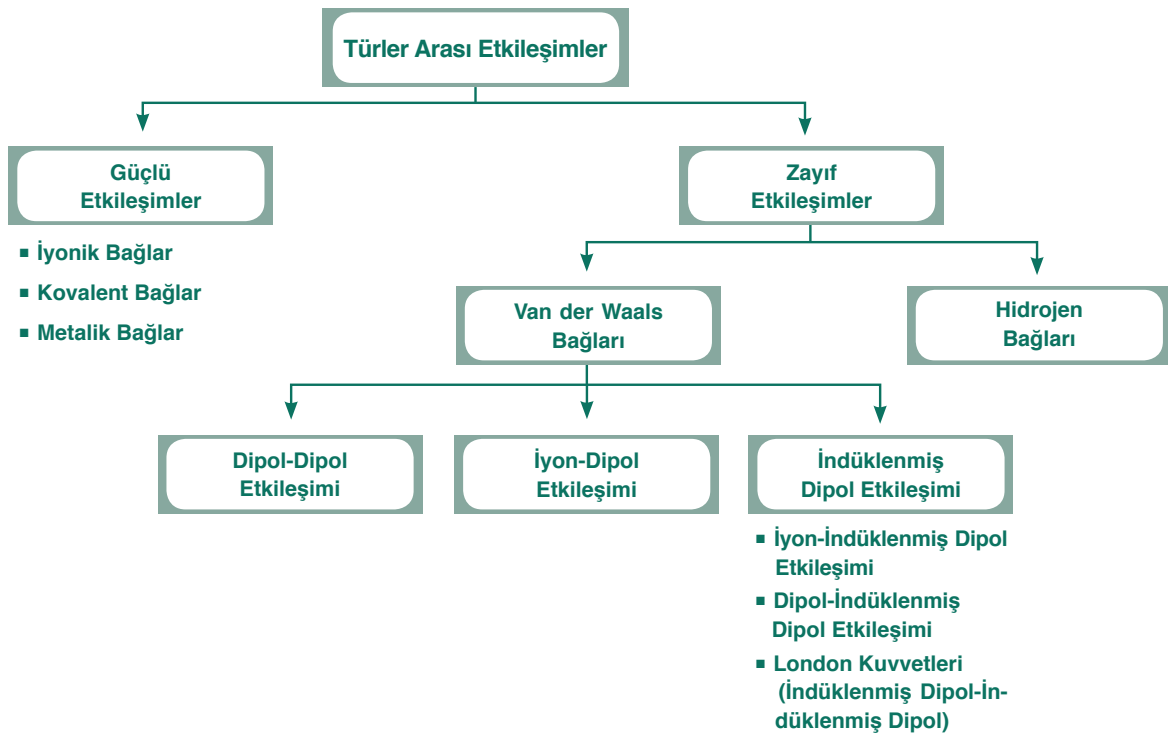 Türler Arası Etkileşimler
Güçlü
Etkileşimler
Zayıf
Etkileşimler
▪ İyonik Bağlar
▪ Kovalent Bağlar
▪ Metalik Bağlar
Van der Waals
Bağları
Hidrojen
Bağları
Dipol-Dipol
Etkileşimi
İyon-Dipol
Etkileşimi
İndüklenmiş
Dipol Etkileşimi
▪ İyon-İndüklenmiş Dipol
Etkileşimi
▪ Dipol-İndüklenmiş
Dipol Etkileşimi
▪ London Kuvvetleri
(İndüklenmiş Dipol-İn-
düklenmiş Dipol)